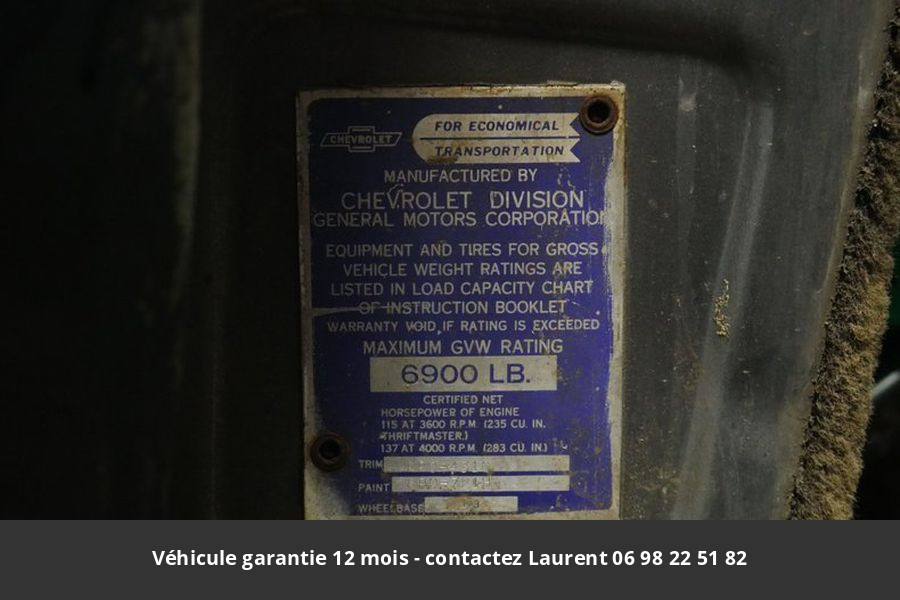 CHEVROLET
FOR ECONOMICAL
TRANSPORTATION
MANUFACTURED BY
CHEVROLET DIVISION
GENERAL MOTORS CORPORATION
EQUIPMENT AND TIRES FOR GROSS
VEHICLE WEIGHT RATINGS ARE
LISTED IN LOAD CAPACITY CHART
OF INSTRUCTION BOOKLET
WARRANTY VOID IF RATING IS EXCEEDED
MAXIMUM GVW RATING
6900 LB.
CERTIFIED NET
HORSEPOWER OF ENGINE
115 AT 3600 R.P.M. (235 CU. IN.
THRIFTMASTER.)
137 AT 4000 R.P.M. (283 CU. IN.)
TRIM
PAINT
WHEELBASE
Véhicule garantie 12 mois - contactez Laurent 06 98 22 51 82